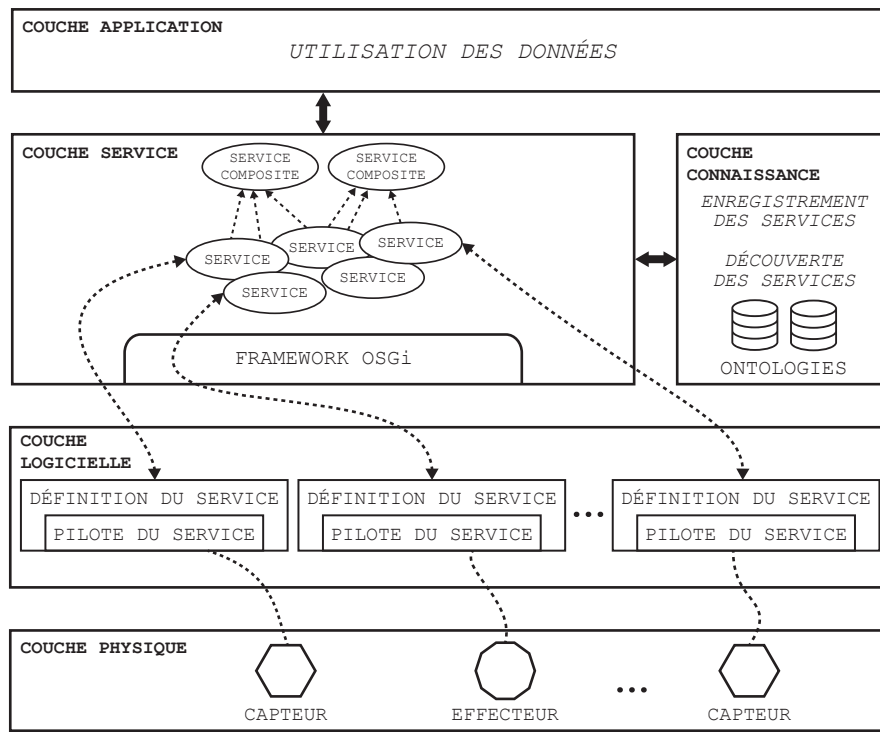 COUCHE APPLICATION
UTILISATION DES DONNÉES
COUCHE SERVICE
SERVICE
COMPOSITE
SERVICE
COMPOSITE
SERVICE
SERVICE
SERVICE
SERVICE
SERVICE
FRAMEWORK OSGi
COUCHE
CONNAISSANCE
ENREGISTREMENT
DES SERVICES
DÉCOUVERTE
DES SERVICES
ONTOLOGIES
COUCHE
LOGICIELLE
DÉFINITION DU SERVICE
PILOTE DU SERVICE
DÉFINITION DU SERVICE
PILOTE DU SERVICE
...
DÉFINITION DU SERVICE
PILOTE DU SERVICE
COUCHE PHYSIQUE
CAPTEUR
EFFECTEUR
...
CAPTEUR